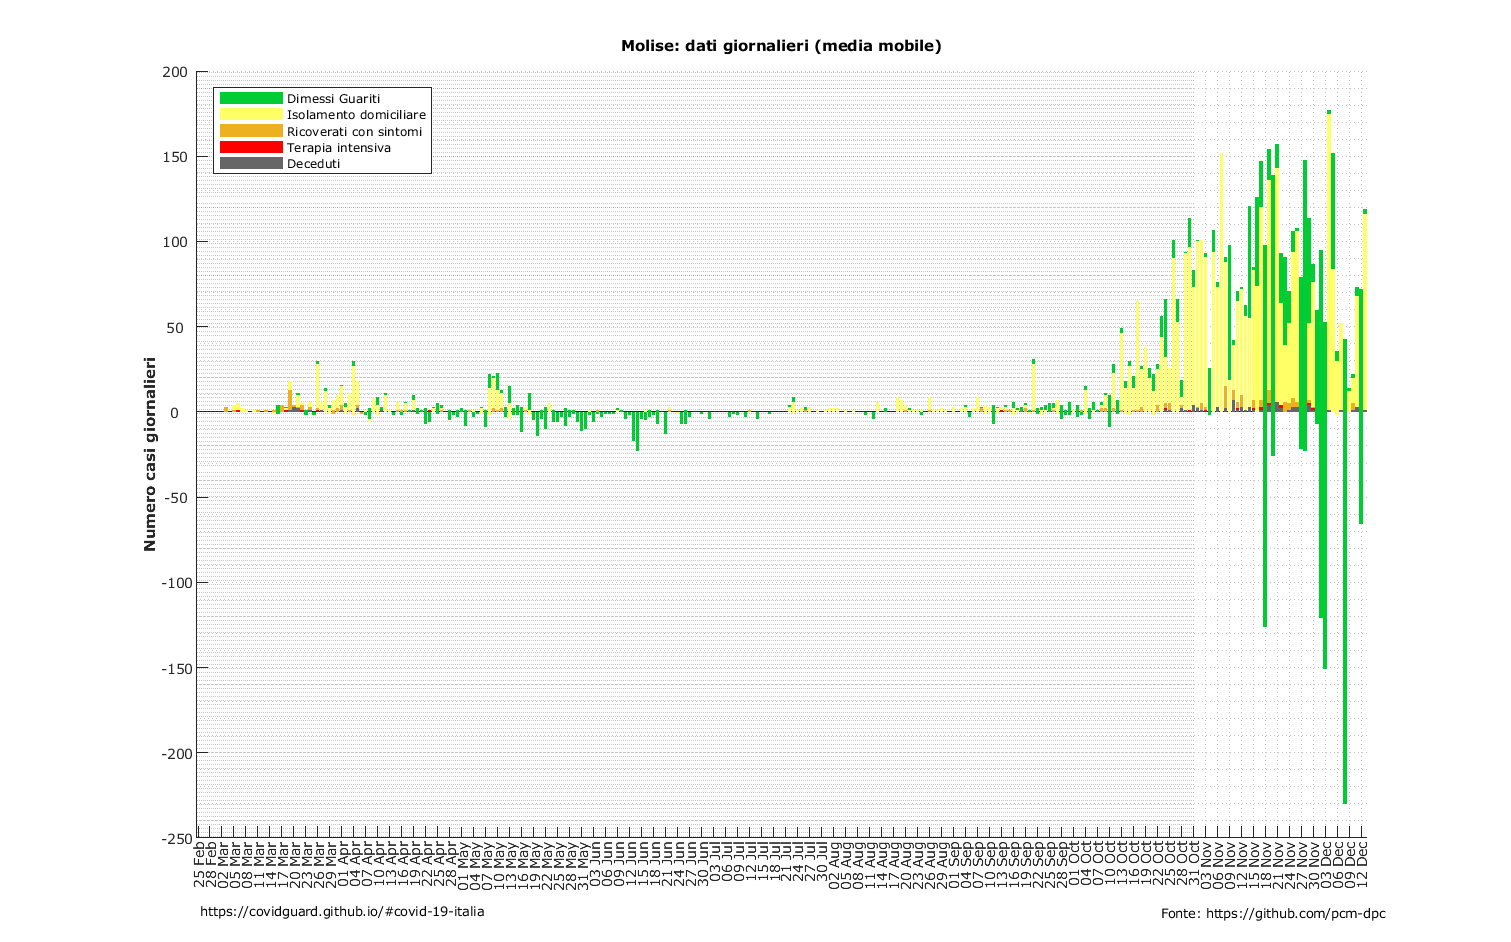 Molise: dati giornalieri (media mobile)
Dimessi Guariti
Isolamento domiciliare
Ricoverati con sintomi
Terapia intensiva
Deceduti
Numero casi giornalieri
200
150
100
50
0
-50
-100
-150
-200
-250
25 Feb
28 Feb
02 Mar
05 Mar
08 Mar
11 Mar
14 Mar
17 Mar
20 Mar
23 Mar
26 Mar
29 Mar
01 Apr
04 Apr
07 Apr
10 Apr
13 Apr
16 Apr
19 Apr
22 Apr
25 Apr
28 Apr
01 May
04 May
07 May
10 May
13 May
16 May
19 May
22 May
25 May
28 May
31 May
03 Jun
06 Jun
09 Jun
12 Jun
15 Jun
18 Jun
21 Jun
24 Jun
27 Jun
30 Jun
03 Jul
06 Jul
09 Jul
12 Jul
15 Jul
18 Jul
21 Jul
24 Jul
27 Jul
30 Jul
02 Aug
05 Aug
08 Aug
11 Aug
14 Aug
17 Aug
20 Aug
23 Aug
26 Aug
29 Aug
01 Sep
04 Sep
07 Sep
10 Sep
13 Sep
16 Sep
19 Sep
22 Sep
25 Sep
28 Sep
01 Oct
04 Oct
07 Oct
10 Oct
13 Oct
16 Oct
19 Oct
22 Oct
25 Oct
28 Oct
31 Oct
03 Nov
06 Nov
09 Nov
12 Nov
15 Nov
18 Nov
21 Nov
24 Nov
27 Nov
30 Nov
03 Dec
06 Dec
09 Dec
12 Dec
https://covidguard.github.io/#covid-19-italia
Fonte: https://github.com/pcm-dpc